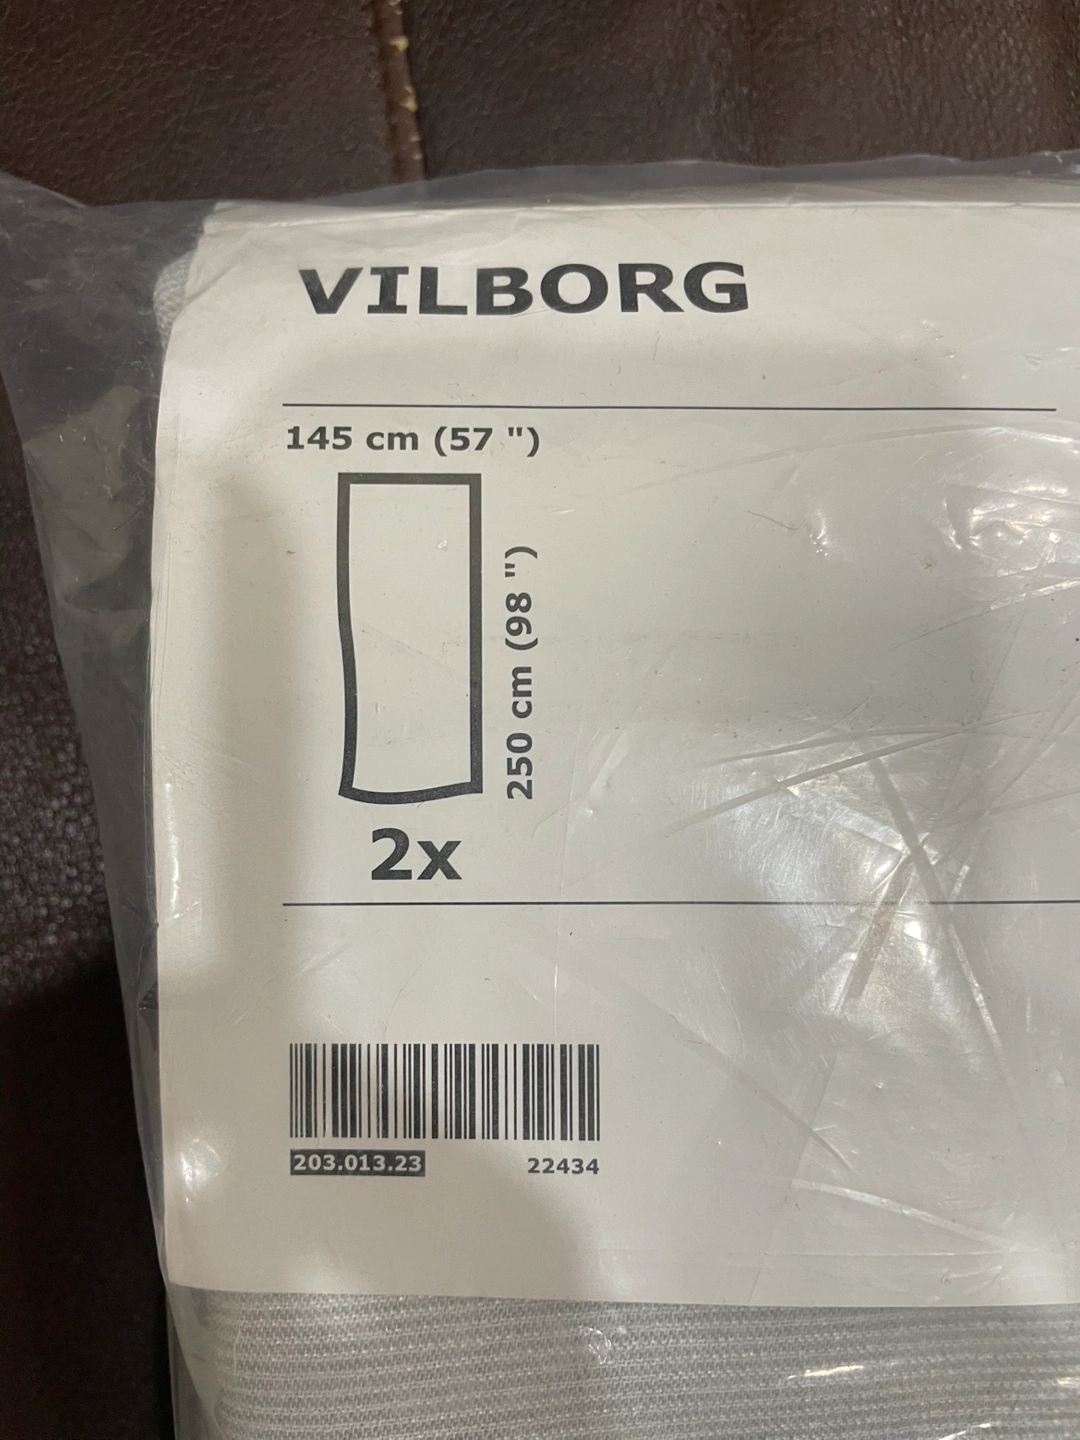 VILBORG
145 cm (57 ")
250 cm (98 ")
2x
203.013.23 22434